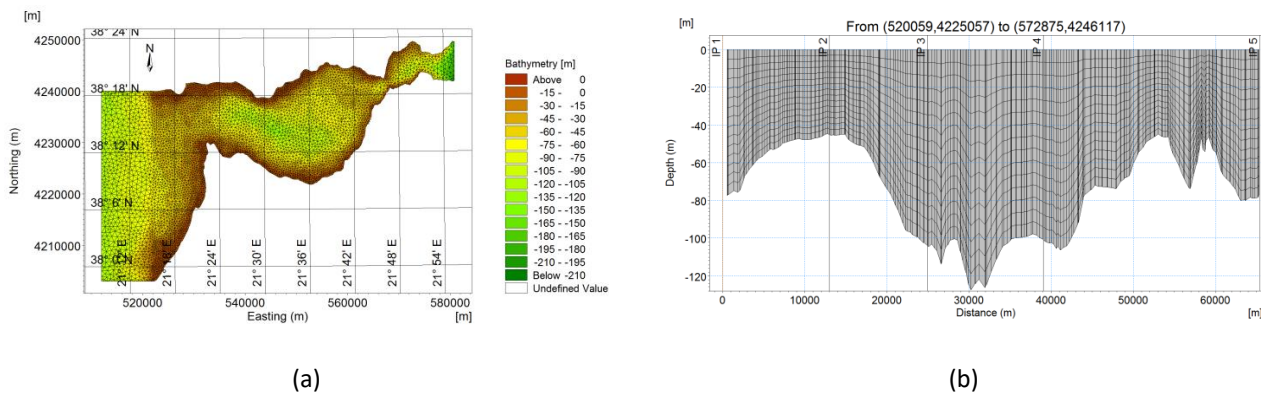 [m]
38° 24' N
4250000
N
38° 18' N
4240000
4230000
38° 12' N
4220000
38° 6' N
4210000
38° 0' N
Northing (m)
21° 12' E
21° 18' E
21° 24' E
21° 30' E
21° 36' E
21° 42' E
21° 48' E
21° 54' E
520000
540000
560000
580000
Easting (m)
[m]
Bathymetry [m]
Above 0
-15 - 0
-30 - -15
-45 - -30
-60 - -45
-75 - -60
-90 - -75
-105 - -90
-120 - -105
-135 - -120
-150 - -135
-165 - -150
-180 - -165
-195 - -180
-210 - -195
Below -210
Undefined Value
(a)
[m]
From (520059,4225057) to (572875,4246117)
IP 1
IP 2
IP 3
IP 4
IP 5
0
-20
-40
-60
-80
-100
-120
Depth (m)
0
10000
20000
30000
40000
50000
60000
Distance (m)
[m]
(b)